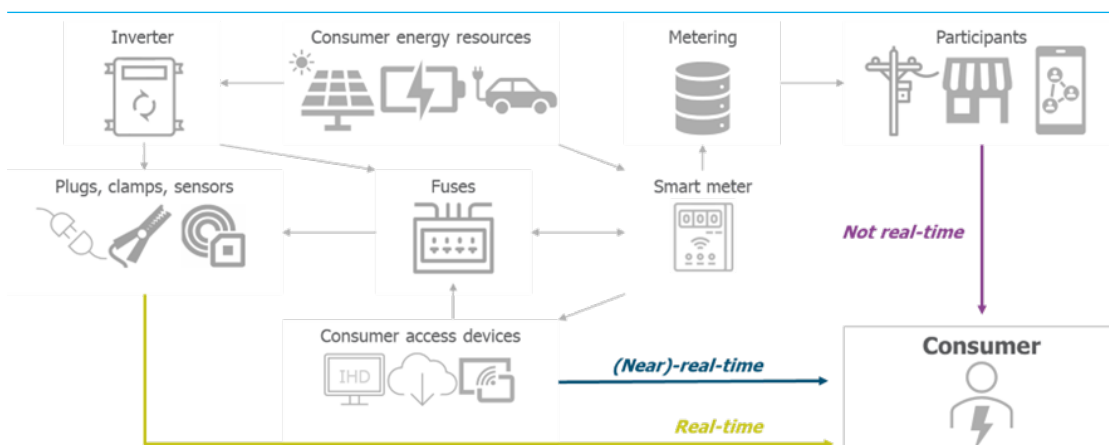 Inverter
Consumer energy resources
Metering
Participants
Plugs, clamps, sensors
Fuses
Smart meter
000
Not real-time
Consumer access devices
IHD
(Near)-real-time
Consumer
Real-time